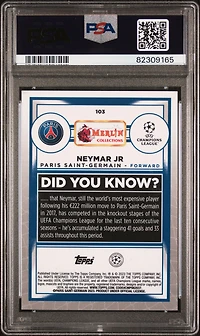 PSA
82309165
103
PARIS
SAINT-GERMAIN
MERLIN
COLLECTIONS
UEFA
CHAMPIONS
LEAGUE
NEYMAR JR
PARIS SAINT-GERMAIN - FORWARD
DID YOU KNOW?
..... that Neymar, still the world's most expensive player
following his €222 million move to Paris Saint-Germain
in 2017, has competed in the knockout stages of the
UEFA Champions League for the last ten consecutive
seasons – he's accumulated a staggering 41 goals and 33
assists throughout this period.
Topps